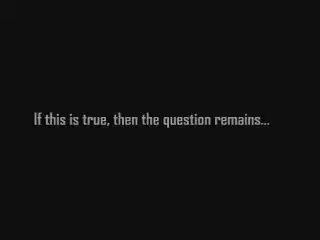 If this is true, then the question remains...